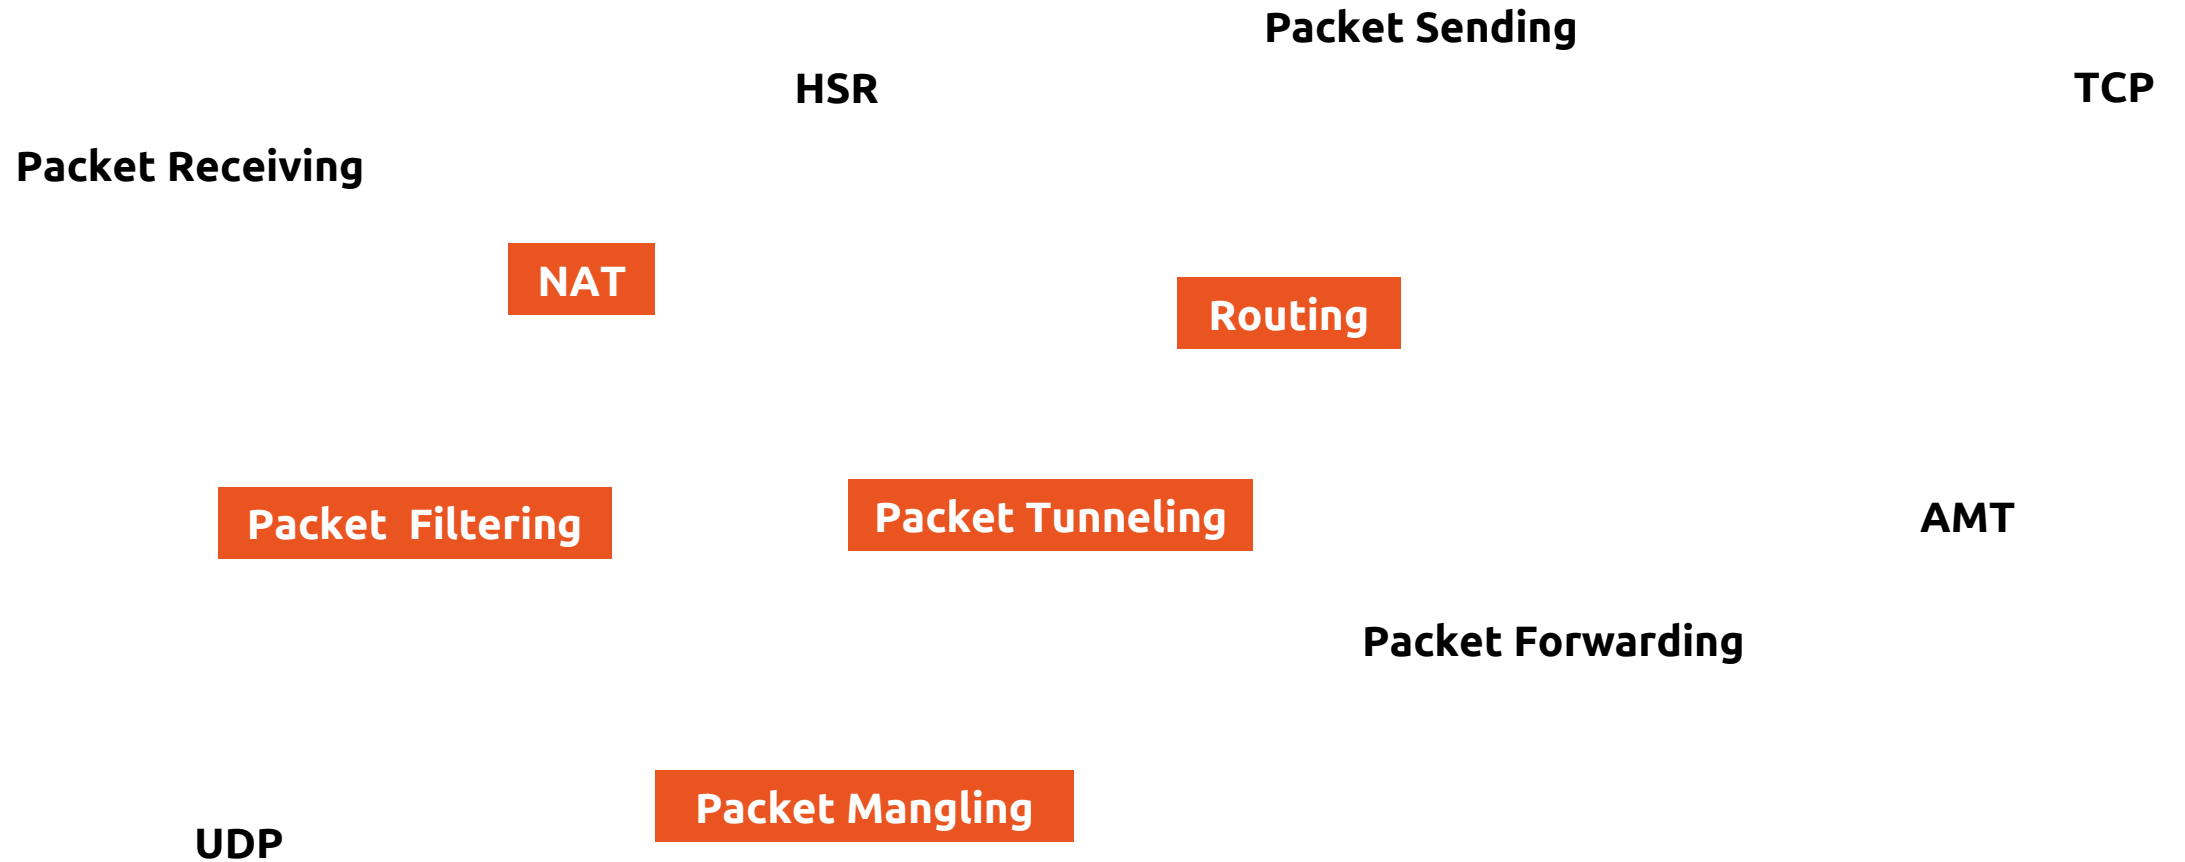 Packet Sending
HSR
TCP
Packet Receiving
NAT
Routing
Packet  Filtering
Packet Tunneling
AMT
Packet Forwarding
Packet Mangling
UDP